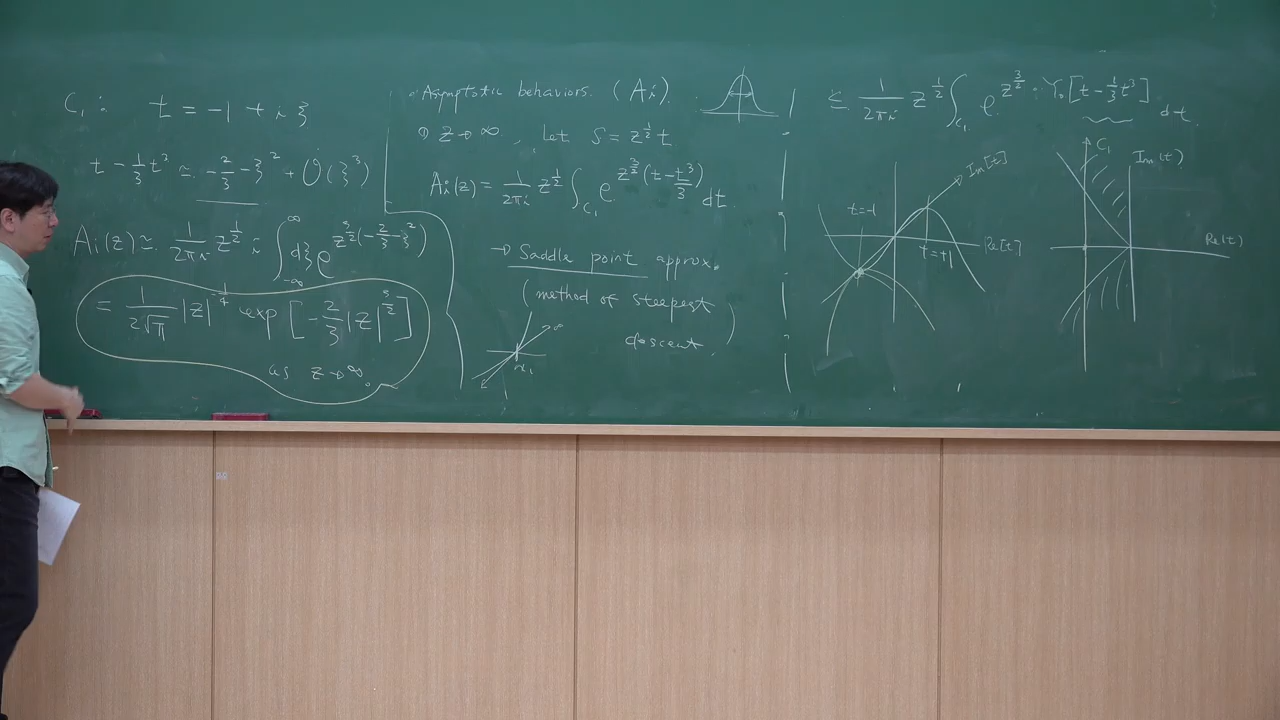 C₁ : t = -1 + iξ
t - 1/3 t³ ≃ -2/3 - ξ² + O(ξ³)
Ai(z) ≃ 1/(2πi) z^{1/2} i ∫_{-∞}^{∞} dξ e^{z^{3/2}(-2/3 - ξ²)}
= 1/(2√π) |z|^{-1/4} exp[-2/3 |z|^{3/2}]
as z→∞.
Asymptotic behaviors. (Ai).
① z→∞, Let s = z^{1/2} t
Ai(z) = 1/(2πi) z^{1/2} ∫_{C₁} e^{z^{3/2}(t - t³/3)} dt.
→ Saddle point approx.
(method of steepest
descent.)
x₁
≤ 1/(2πi) z^{1/2} ∫_{C₁} e^{z^{3/2} · Re[t - 1/3 t³]} dt.
Im[t]
t=-1
Re[t]
t=+1
C₁
Im(t)
Re(t)